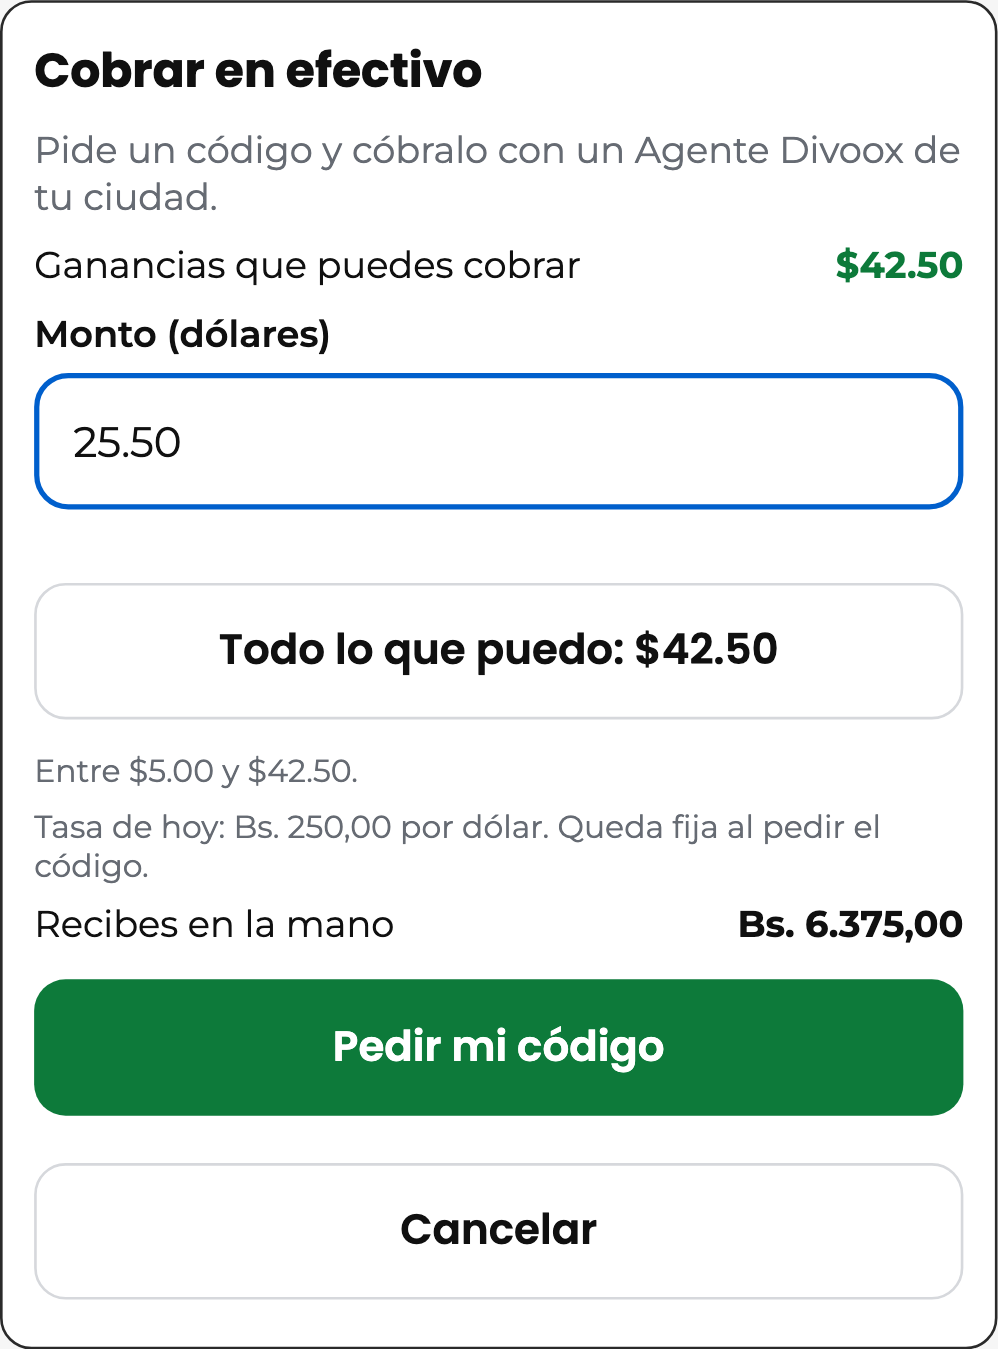 Cobrar en efectivo
Pide un código y cóbralo con un Agente Divoox de
tu ciudad.
Ganancias que puedes cobrar $42.50
Monto (dólares)
25.50
Todo lo que puedo: $42.50
Entre $5.00 y $42.50.
Tasa de hoy: Bs. 250,00 por dólar. Queda fija al pedir el
código.
Recibes en la mano Bs. 6.375,00
Pedir mi código
Cancelar